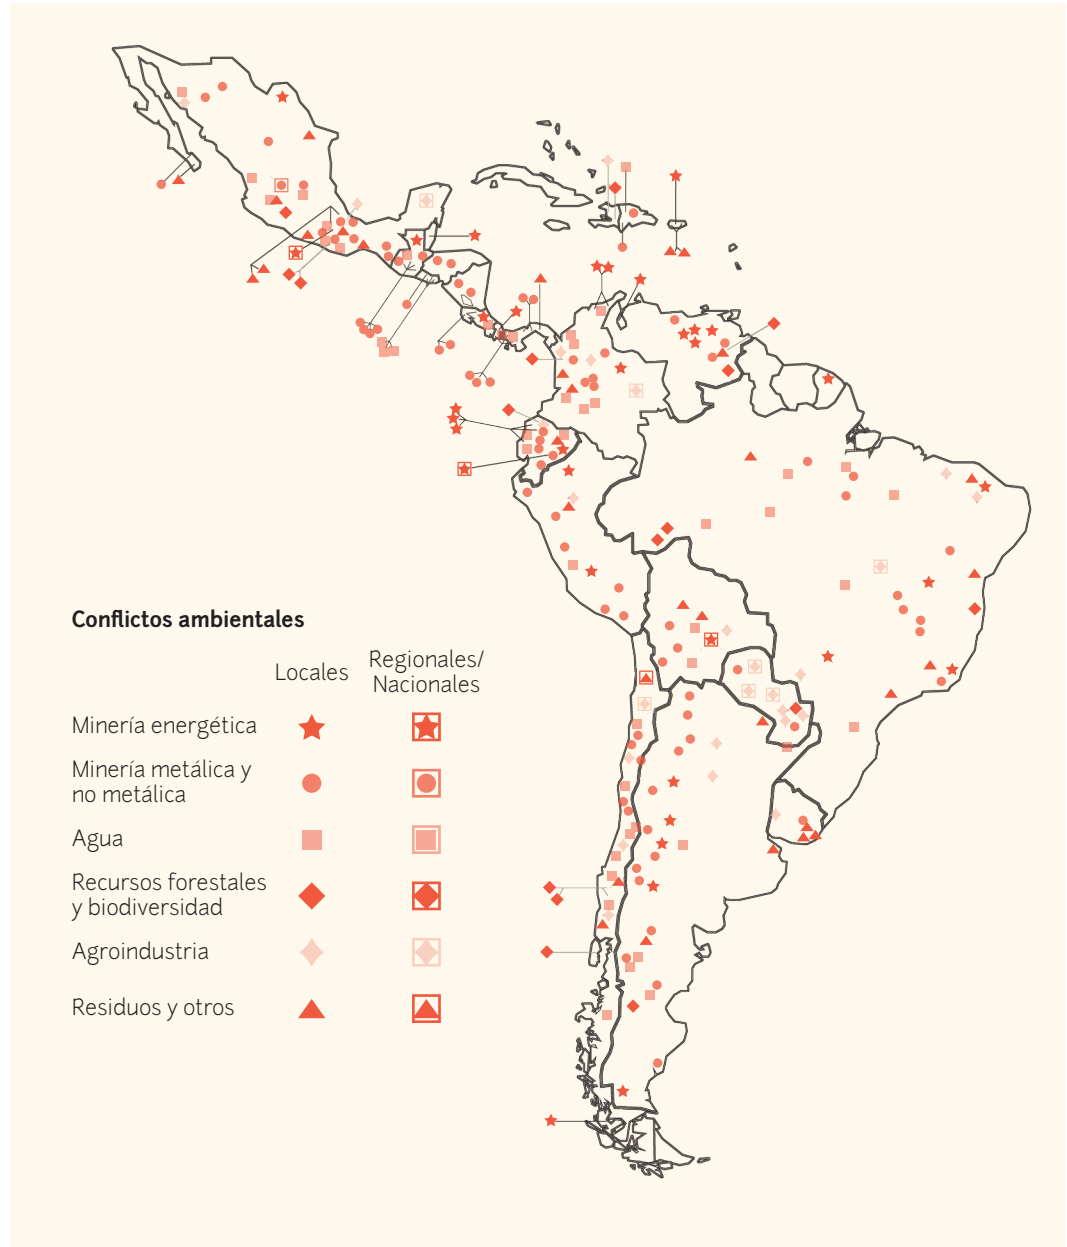 Conflictos ambientales
Locales
Regionales/
Nacionales
Minería energética
Minería metálica y
no metálica
Agua
Recursos forestales
y biodiversidad
Agroindustria
Residuos y otros